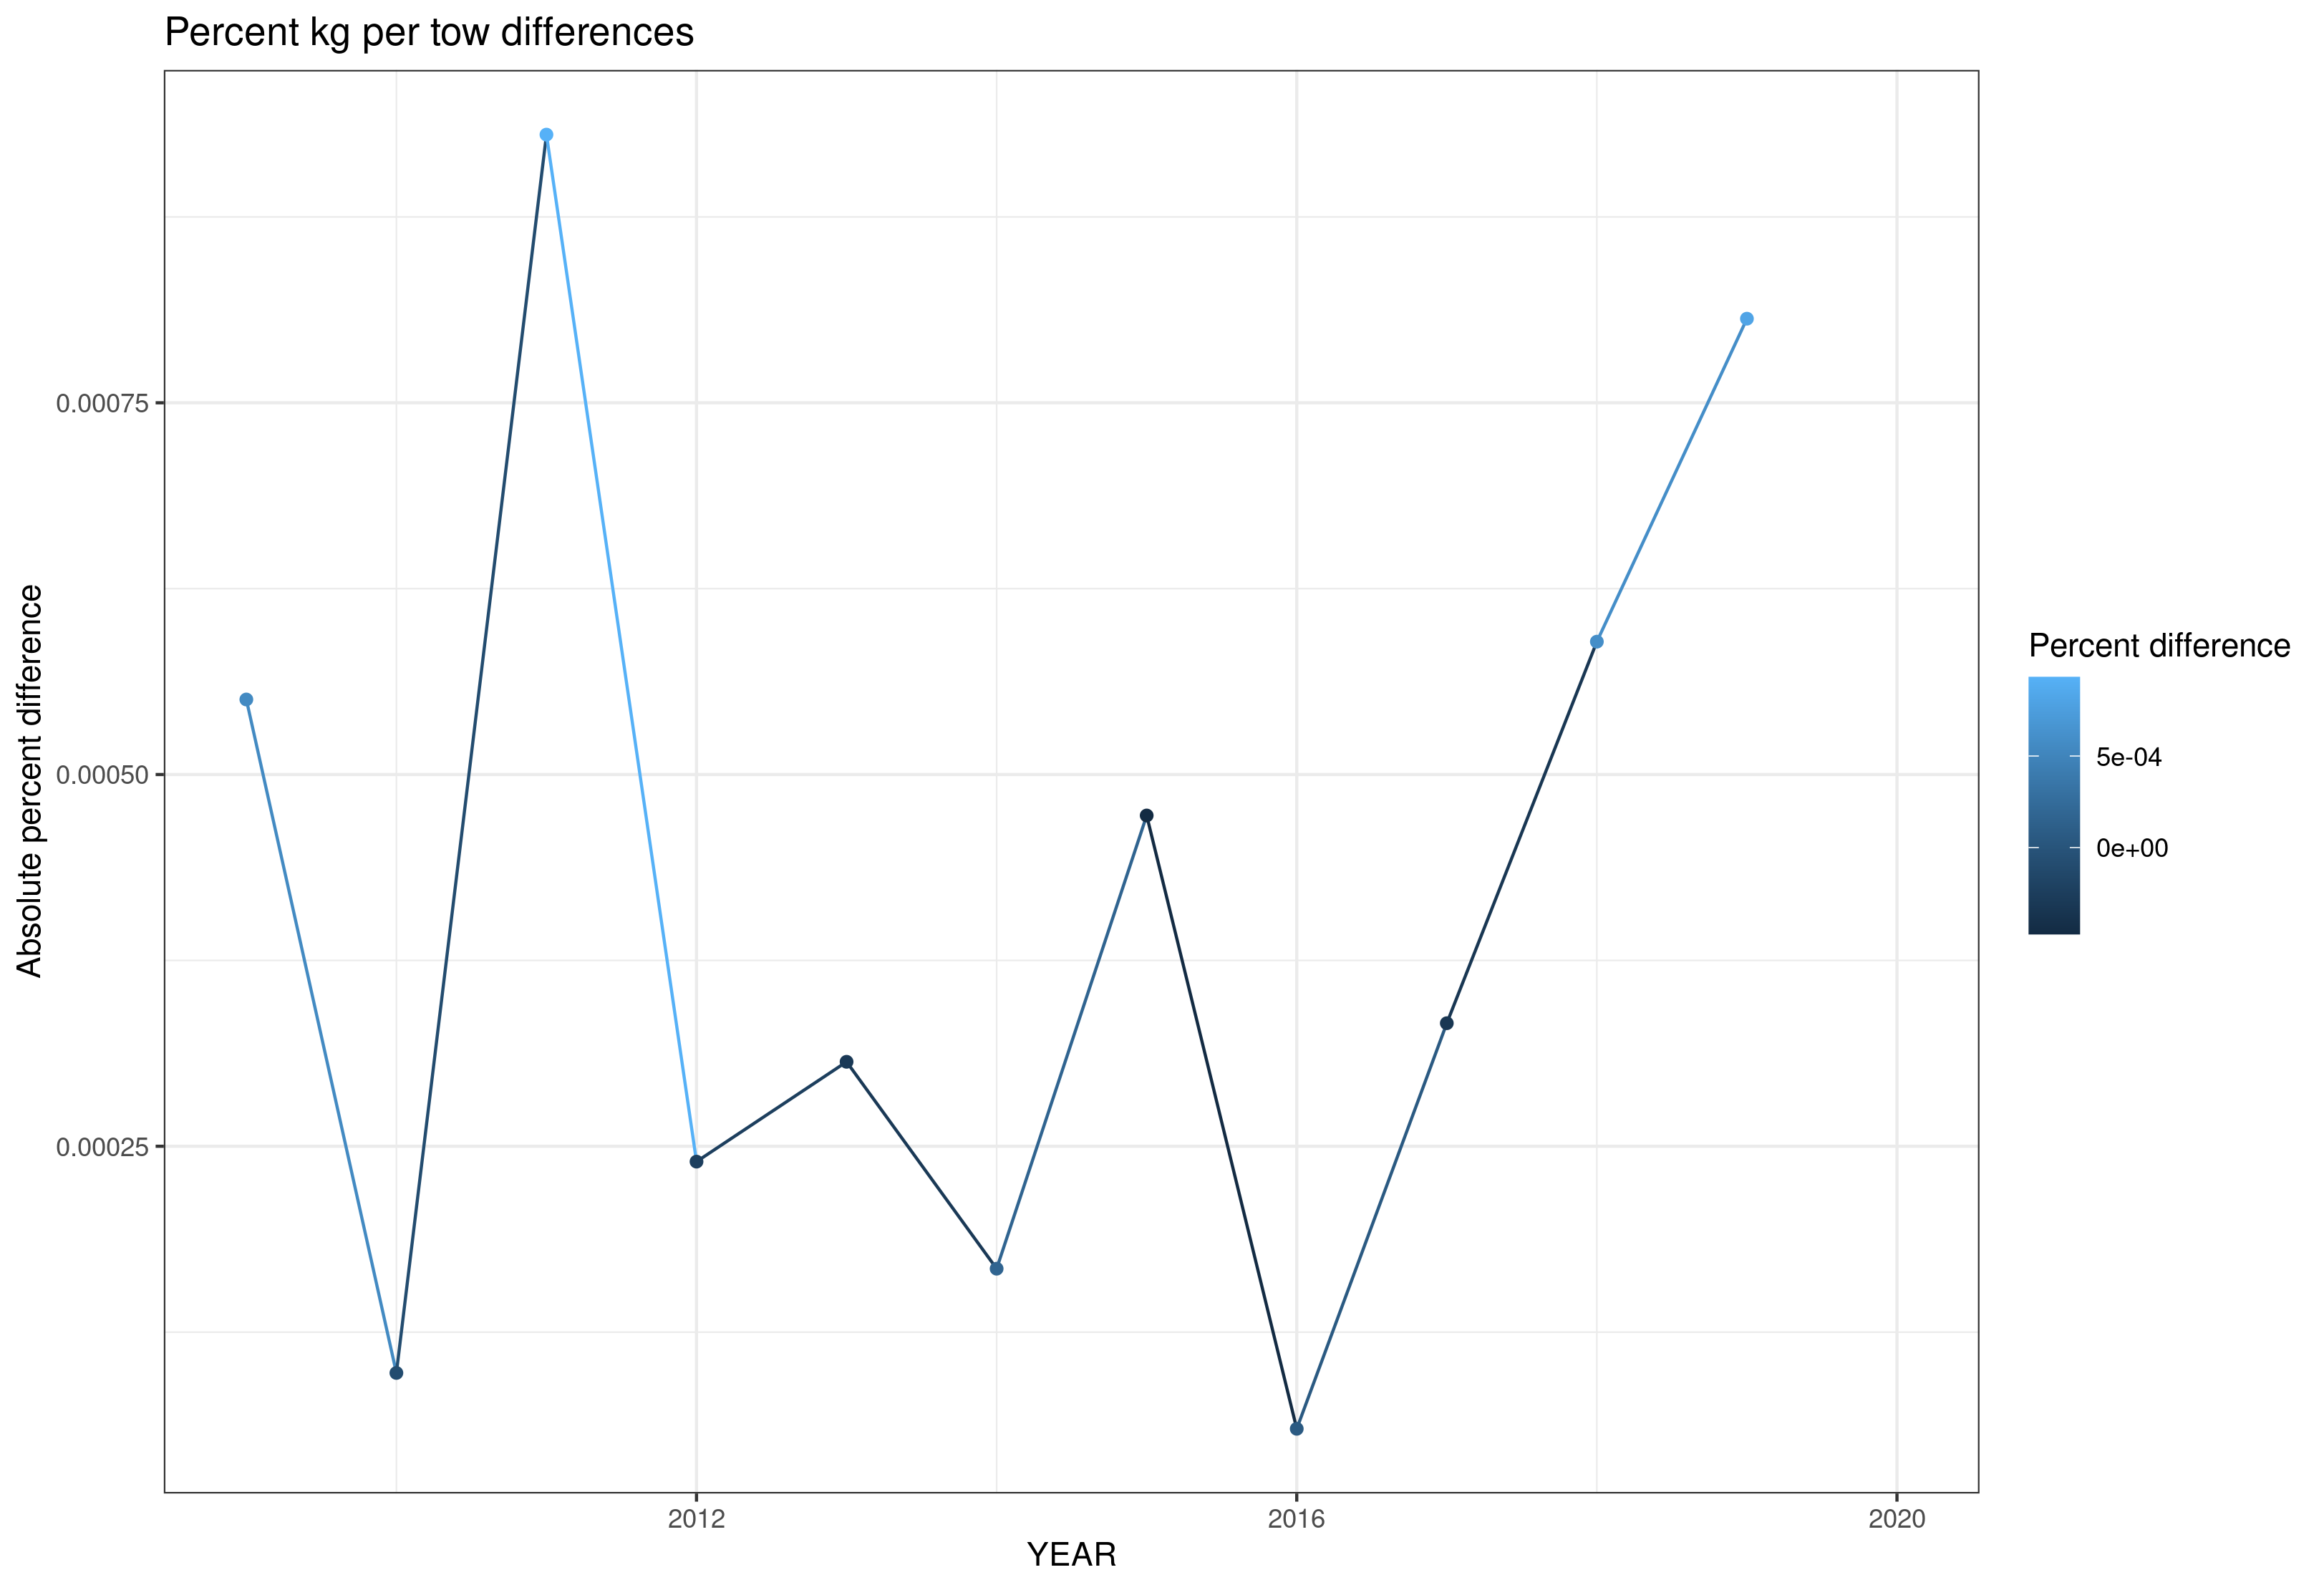 Percent kg per tow differences
Absolute percent difference
0.00075
0.00050
0.00025
2012
2016
2020
YEAR
Percent difference
5e-04
0e+00